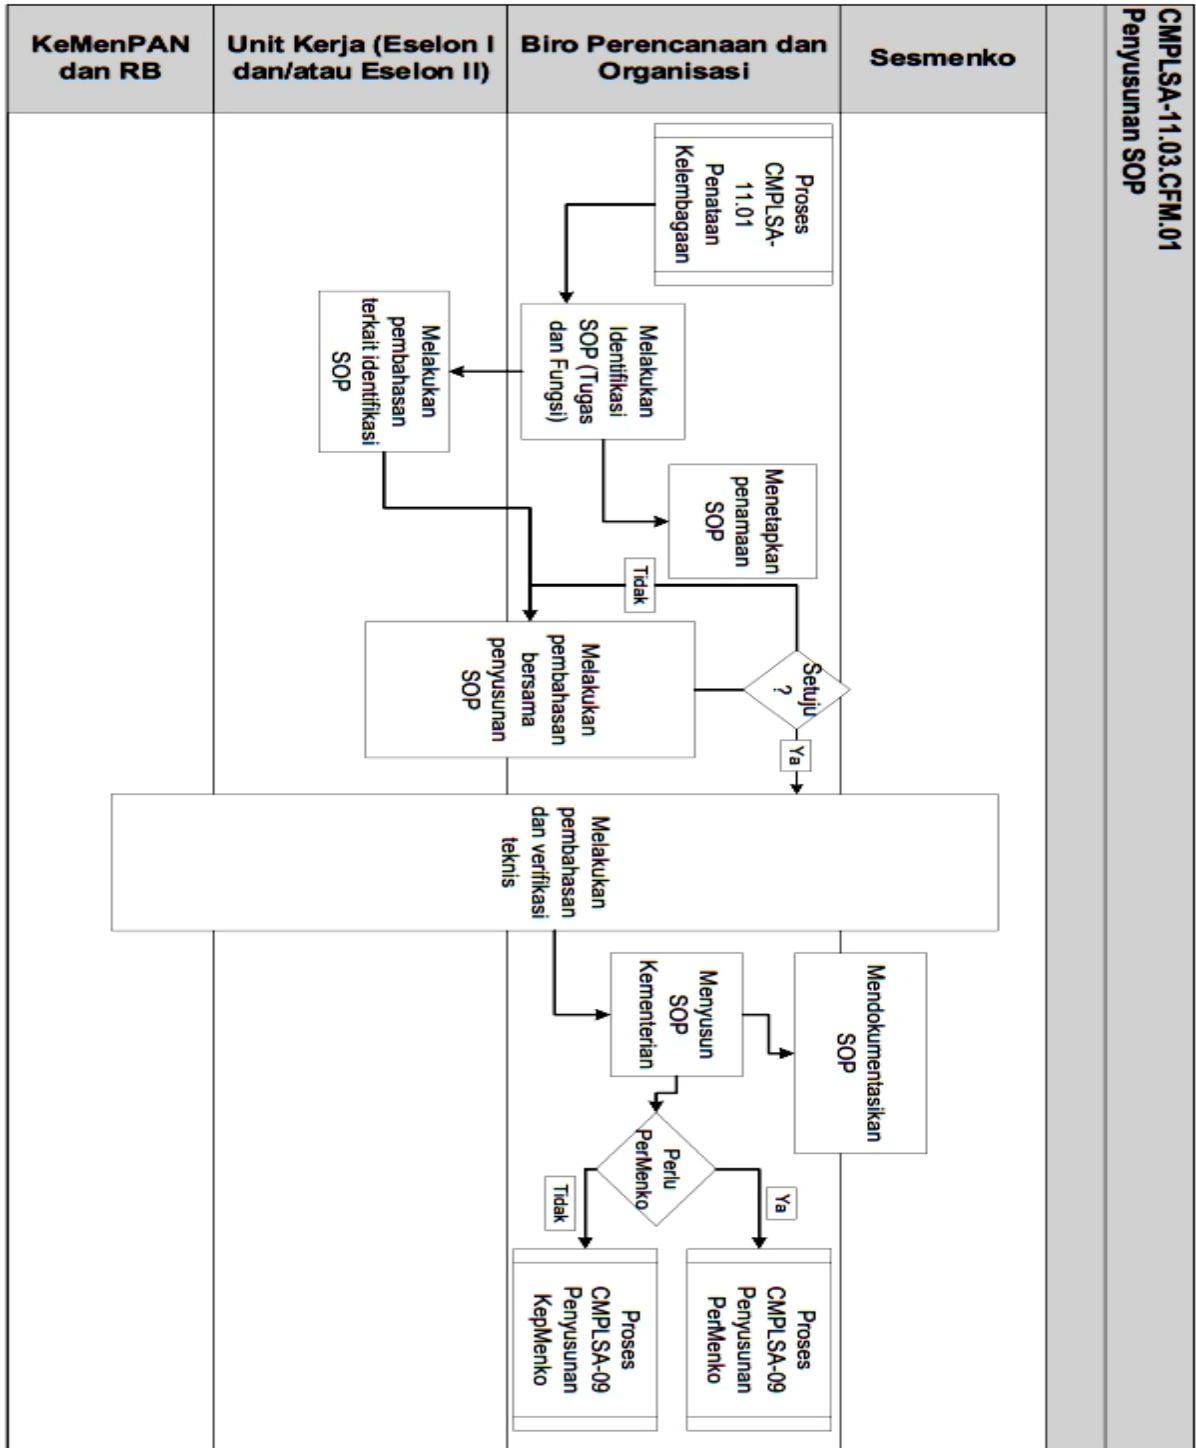 CMPLSA-11.03.CFM.01
Penyusunan SOP
KeMenPAN
dan RB
Unit Kerja (Eselon I
dan/atau Eselon II)
Biro Perencanaan dan
Organisasi
Sesmenko
Proses
CMPLSA-
11.01
Penataan
Kelembagaan
Melakukan
Identifikasi
SOP (Tugas
dan Fungsi)
Melakukan
pembahasan
terkait identifikasi
SOP
Menetapkan
penamaan
SOP
Tidak
Setuju
?
Ya
Melakukan
pembahasan
bersama
penyusunan
SOP
Melakukan
pembahasan
dan verifikasi
teknis
Menyusun
SOP
Kementerian
Mendokumentasikan
SOP
Perlu
PerMenko
Ya
Tidak
Proses
CMPLSA-09
Penyusunan
PerMenko
Proses
CMPLSA-09
Penyusunan
KepMenko